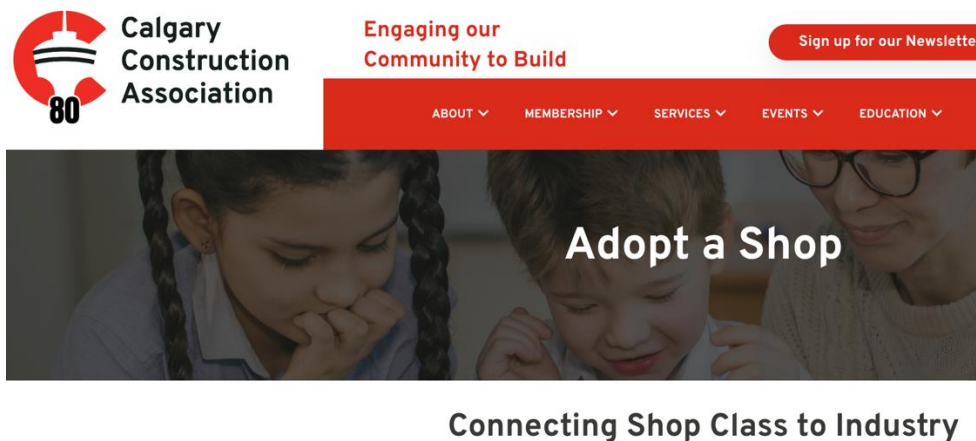 Calgary
Construction
Association
80
Engaging our
Community to Build
Sign up for our Newslette
ABOUT MEMBERSHIP SERVICES EVENTS EDUCATION
Adopt a Shop
Connecting Shop Class to Industry